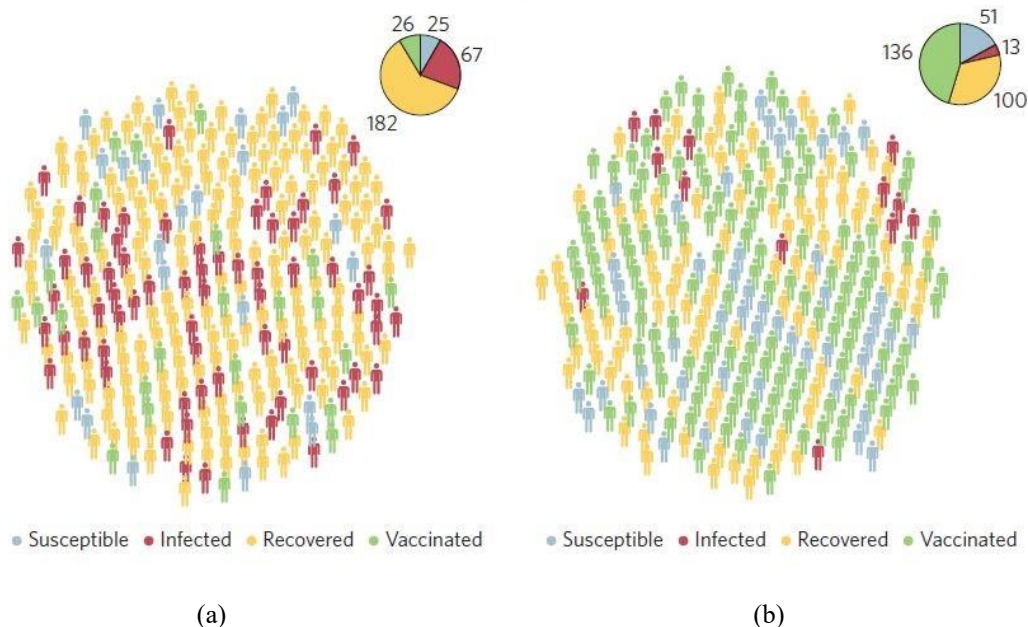 26 25
67
182
51
13
136
100
Susceptible Infected Recovered Vaccinated
Susceptible Infected Recovered Vaccinated
(a)
(b)